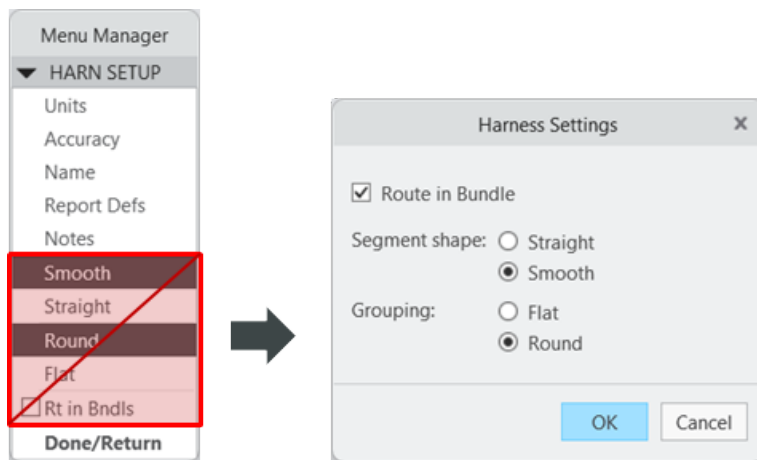 Menu Manager
HARN SETUP
Units
Accuracy
Name
Report Defs
Notes
Smooth
Straight
Round
Flat
Rt in Bndls
Done/Return
Harness Settings
Route in Bundle
Segment shape: Straight
Smooth
Grouping: Flat
Round
OK Cancel